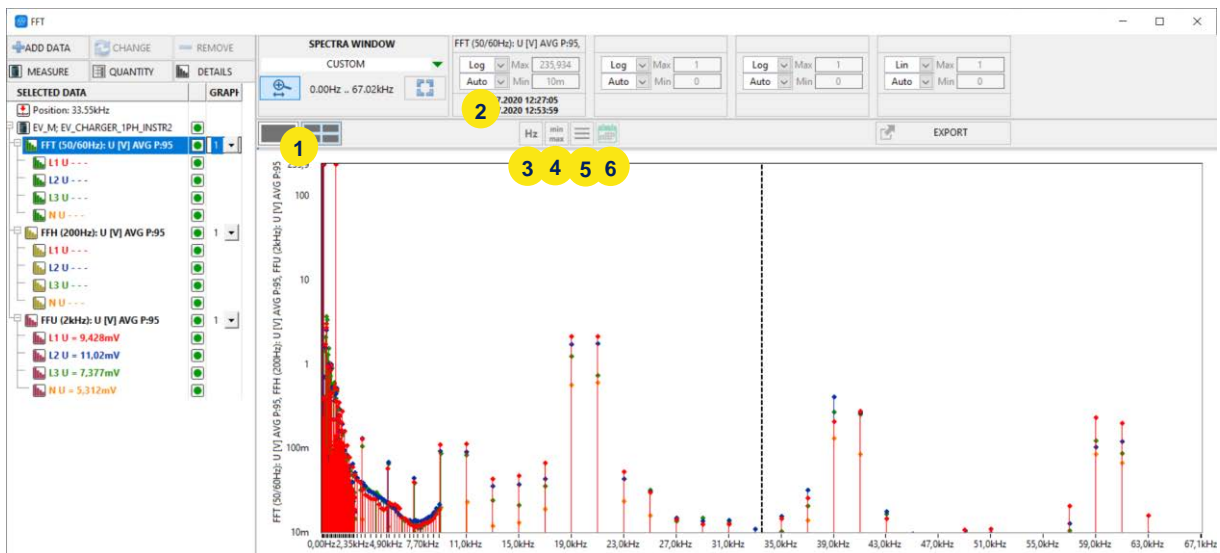 FFT
ADD DATA CHANGE REMOVE
MEASURE QUANTITY DETAILS
SELECTED DATA GRAPH
Position: 33.55kHz
EV_M; EV_CHARGER_1PH_INSTR2
FFT (50/60Hz): U [V] AVG P:95 1
L1 U - - -
L2 U - - -
L3 U - - -
N U - - -
FFH (200Hz): U [V] AVG P:95 1
L1 U - - -
L2 U - - -
L3 U - - -
N U - - -
FFU (2kHz): U [V] AVG P:95 1
L1 U = 9,428mV
L2 U = 11,02mV
L3 U = 7,377mV
N U = 5,312mV
SPECTRA WINDOW
CUSTOM
0.00Hz .. 67.02kHz
FFT (50/60Hz): U [V] AVG P:95,
Log Max 235,934
Auto Min 10m
.2020 12:27:05
.2020 12:53:59
Log Max 1
Auto Min 0
Log Max 1
Auto Min 0
Lin Max 1
Auto Min 0
Hz min max EXPORT
1
2
3 4 5 6
FFT (50/60Hz): U [V] AVG P:95, FFH (200Hz): U [V] AVG P:95, FFU (2kHz): U [V] AVG P:95
100
10
1
100m
10m
0,00Hz 2,35kHz 4,90kHz 7,70kHz 11,0kHz 15,0kHz 19,0kHz 23,0kHz 27,0kHz 31,0kHz 35,0kHz 39,0kHz 43,0kHz 47,0kHz 51,0kHz 55,0kHz 59,0kHz 63,0kHz 67,1kHz